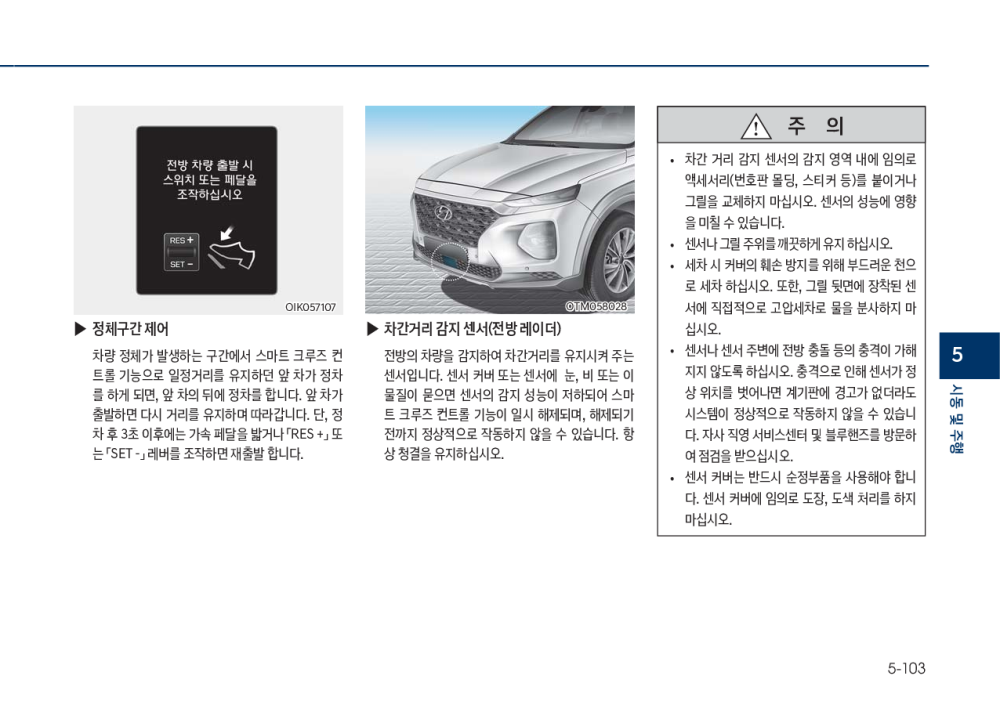 전방 차량 출발 시
스위치 또는 페달을
조작하십시오
RES +
SET −
OIK057107
▶ 정체구간 제어
차량 정체가 발생하는 구간에서 스마트 크루즈 컨
트롤 기능으로 일정거리를 유지하던 앞 차가 정차
를 하게 되면, 앞 차의 뒤에 정차를 합니다. 앞 차가
출발하면 다시 거리를 유지하며 따라갑니다. 단, 정
차 후 3초 이후에는 가속 페달을 밟거나 「RES +」 또
는 「SET -」 레버를 조작하면 재출발 합니다.
OTM058028
▶ 차간거리 감지 센서(전방 레이더)
전방의 차량을 감지하여 차간거리를 유지시켜 주는
센서입니다. 센서 커버 또는 센서에 눈, 비 또는 이
물질이 묻으면 센서의 감지 성능이 저하되어 스마
트 크루즈 컨트롤 기능이 일시 해제되며, 해제되기
전까지 정상적으로 작동하지 않을 수 있습니다. 항
상 청결을 유지하십시오.
주 의
• 차간 거리 감지 센서의 감지 영역 내에 임의로
액세서리(번호판 몰딩, 스티커 등)를 붙이거나
그릴을 교체하지 마십시오. 센서의 성능에 영향
을 미칠 수 있습니다.
• 센서나 그릴 주위를 깨끗하게 유지 하십시오.
• 세차 시 커버의 훼손 방지를 위해 부드러운 천으
로 세차 하십시오. 또한, 그릴 뒷면에 장착된 센
서에 직접적으로 고압세차로 물을 분사하지 마
십시오.
• 센서나 센서 주변에 전방 충돌 등의 충격이 가해
지지 않도록 하십시오. 충격으로 인해 센서가 정
상 위치를 벗어나면 계기판에 경고가 없더라도
시스템이 정상적으로 작동하지 않을 수 있습니
다. 자사 직영 서비스센터 및 블루핸즈를 방문하
여 점검을 받으십시오.
• 센서 커버는 반드시 순정부품을 사용해야 합니
다. 센서 커버에 임의로 도장, 도색 처리를 하지
마십시오.
5
시동 및 주행
5-103